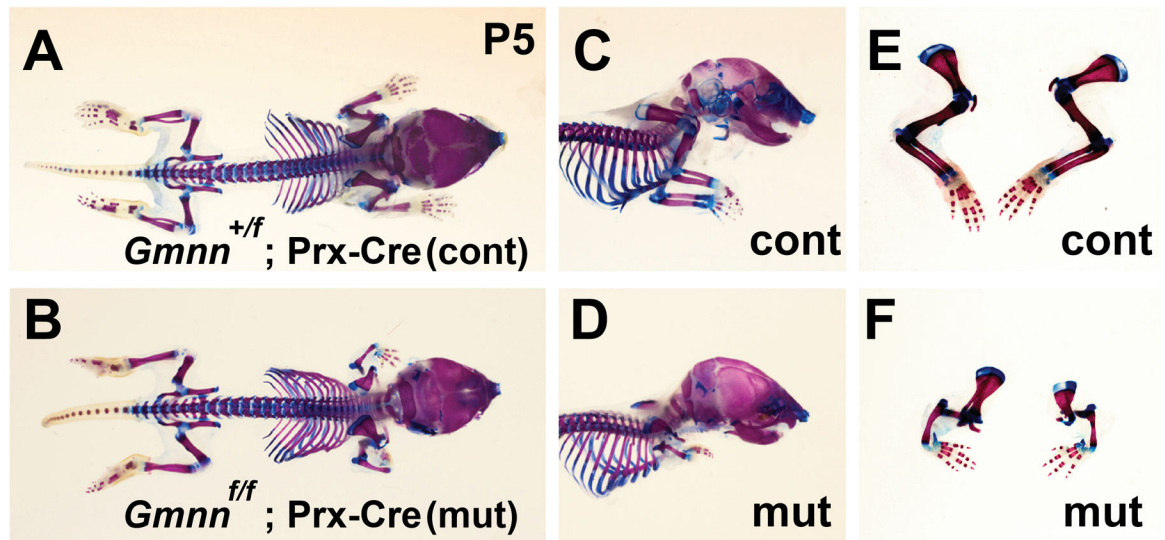 A
P5
Gmnn+/f ; Prx-Cre (cont)
C
cont
E
cont
B
Gmnnf/f ; Prx-Cre (mut)
D
mut
F
mut